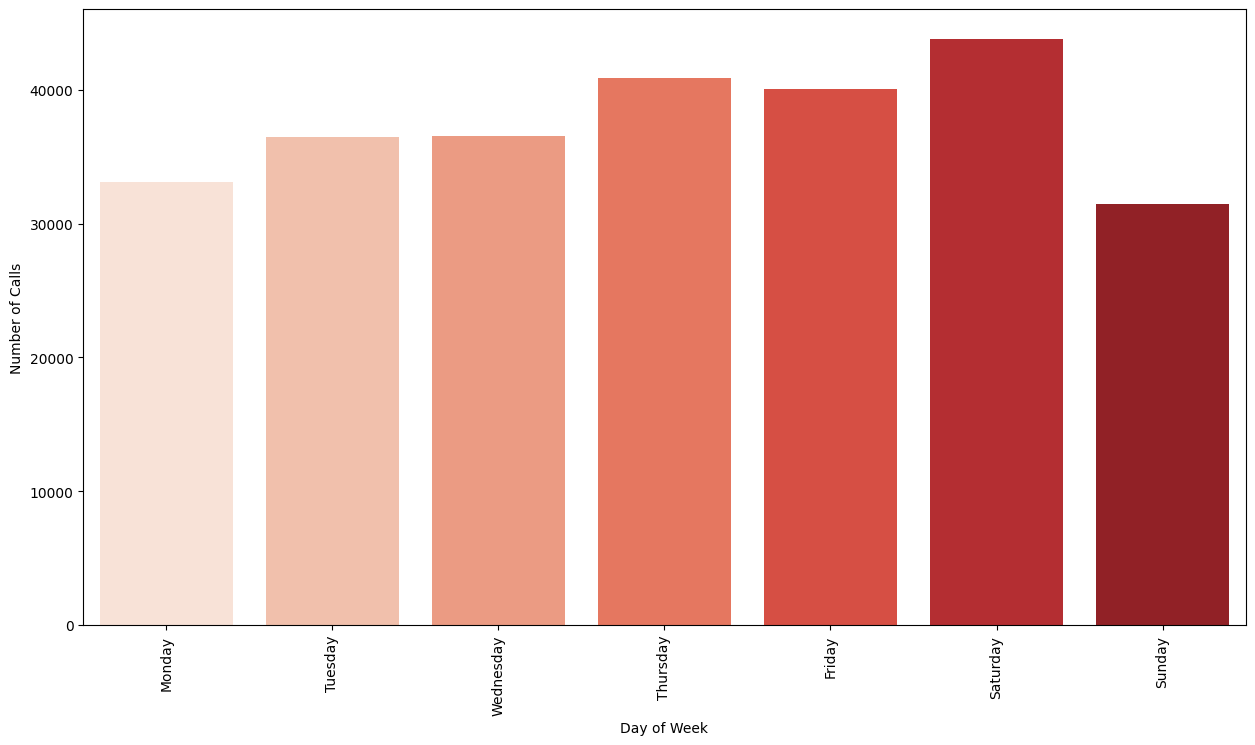 Number of Calls
40000
30000
20000
10000
0
Monday
Tuesday
Wednesday
Thursday
Friday
Saturday
Sunday
Day of Week